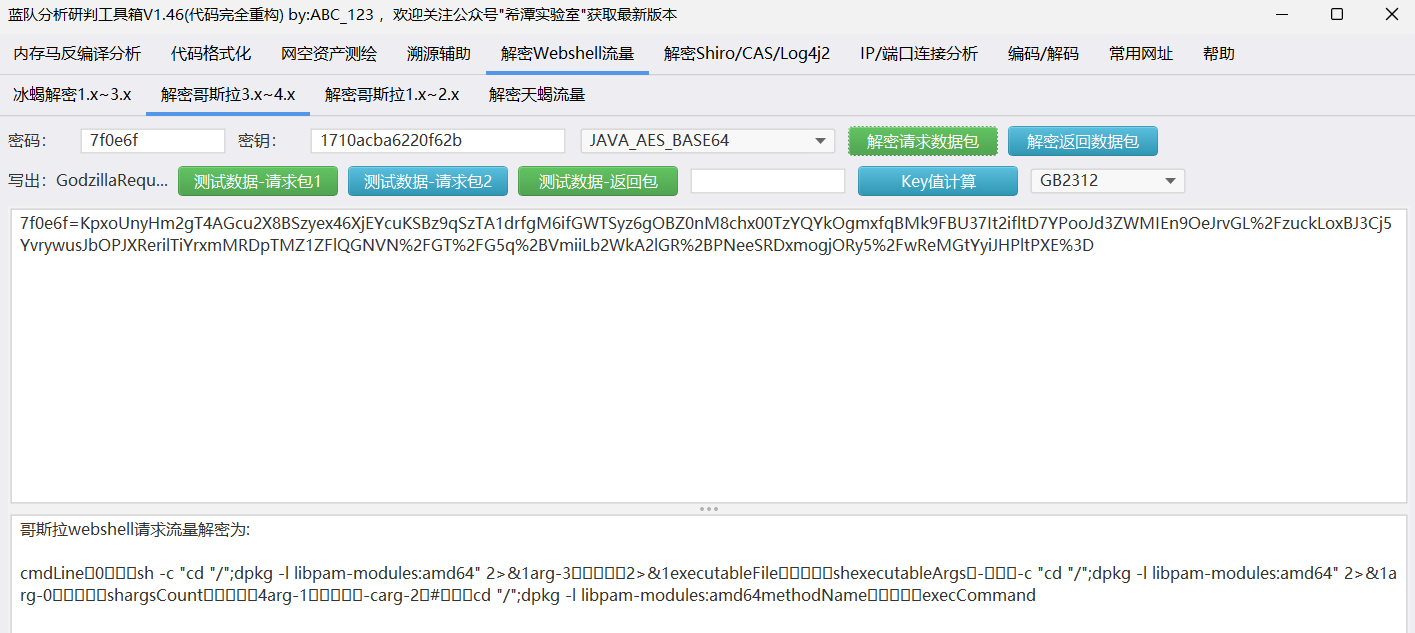 蓝队分析研判工具箱V1.46(代码完全重构) by:ABC_123 ，欢迎关注公众号"希潭实验室"获取最新版本
内存马反编译分析 代码格式化 网空资产测绘 溯源辅助 解密Webshell流量 解密Shiro/CAS/Log4j2 IP/端口连接分析 编码/解码 常用网址 帮助
冰蝎解密1.x~3.x 解密哥斯拉3.x~4.x 解密哥斯拉1.x~2.x 解密天蝎流量
密码： 7f0e6f 密钥： 1710acba6220f62b JAVA_AES_BASE64 解密请求数据包 解密返回数据包
写出：GodzillaRequ... 测试数据-请求包1 测试数据-请求包2 测试数据-返回包 Key值计算 GB2312
7f0e6f=KpxoUnyHm2gT4AGcu2X8BSzyex46XjEYcuKSBz9qSzTA1drfgM6ifGWTSyz6gOBZ0nM8chx00TzYQYkOgmxfqBMk9FBU37It2ifltD7YPooJd3ZWMIEn9OeJrvGL%2FzuckLoxBJ3Cj5
YvrywusJbOPJXRerilTiYrxmMRDpTMZ1ZFlQGNVN%2FGT%2FG5q%2BVmiiLb2WkA2lGR%2BPNeeSRDxmogjORy5%2FwReMGtYyiJHPltPXE%3D
哥斯拉webshell请求流量解密为:
cmdLine▯0▯▯▯sh -c "cd "/";dpkg -l libpam-modules:amd64" 2>&1arg-3▯▯▯▯▯2>&1executableFile▯▯▯▯▯shexecutableArgs▯-▯▯▯-c "cd "/";dpkg -l libpam-modules:amd64" 2>&1a
rg-0▯▯▯▯▯shargsCount▯▯▯▯▯4arg-1▯▯▯▯▯-carg-2▯#▯▯▯cd "/";dpkg -l libpam-modules:amd64methodName▯▯▯▯▯execCommand